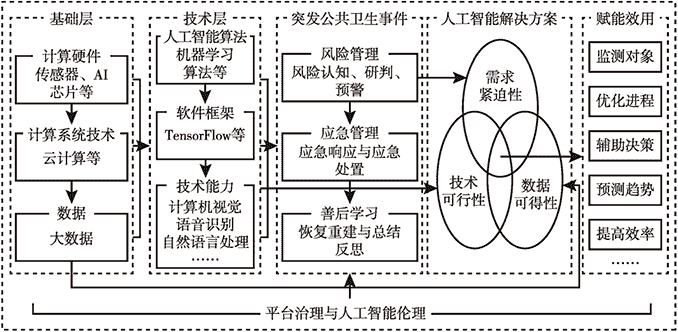 基础层
计算硬件
传感器、AI
芯片等
计算系统技术
云计算等
数据
大数据
技术层
人工智能算法
机器学习
算法等
软件框架
TensorFlow等
技术能力
计算机视觉
语音识别
自然语言处理
……
突发公共卫生事件
风险管理
风险认知、研判、
预警
应急管理
应急响应与应急
处置
善后学习
恢复重建与总结
反思
人工智能解决方案
需求
紧迫性
技术
可行性
数据
可得性
赋能效用
监测对象
优化进程
辅助决策
预测趋势
提高效率
……
平台治理与人工智能伦理